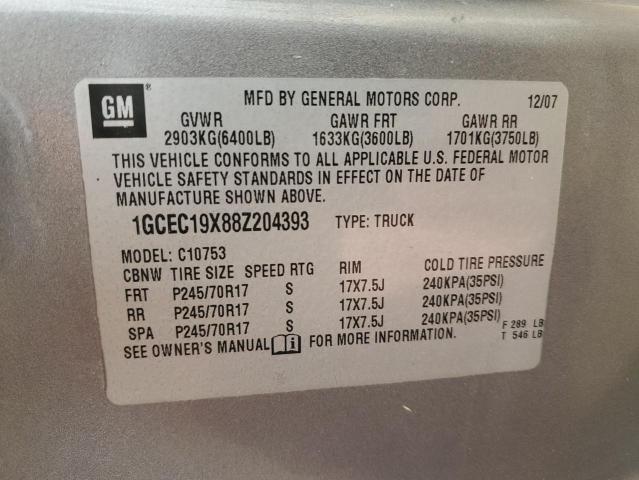 GM ®
MFD BY GENERAL MOTORS CORP. 12/07
GVWR GAWR FRT GAWR RR
2903KG(6400LB) 1633KG(3600LB) 1701KG(3750LB)
THIS VEHICLE CONFORMS TO ALL APPLICABLE U.S. FEDERAL MOTOR
VEHICLE SAFETY STANDARDS IN EFFECT ON THE DATE OF
MANUFACTURE SHOWN ABOVE.
1GCEC19X88Z204393 TYPE: TRUCK
MODEL: C10753
CBNW TIRE SIZE SPEED RTG RIM COLD TIRE PRESSURE
FRT P245/70R17 S 17X7.5J 240KPA(35PSI)
RR P245/70R17 S 17X7.5J 240KPA(35PSI)
SPA P245/70R17 S 17X7.5J 240KPA(35PSI)
F 289 LB
T 546 LB
SEE OWNER'S MANUAL i FOR MORE INFORMATION.